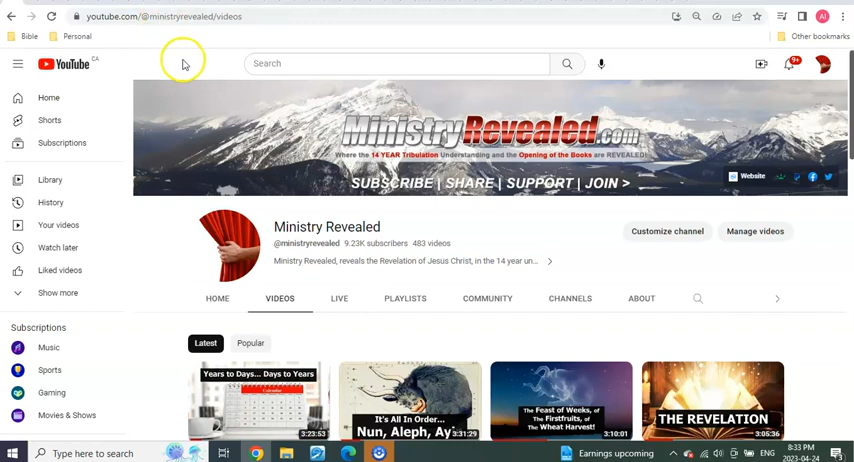 youtube.com/@ministryrevealed/videos
Bible
Personal
Other bookmarks
YouTube CA
Search
9+
AI
MinistryRevealed.com
Where the 14 YEAR Tribulation Understanding and the Opening of the Books are REVEALED!
SUBSCRIBE | SHARE | SUPPORT | JOIN >
Website
Home
Shorts
Subscriptions
Library
History
Your videos
Watch later
Liked videos
Show more
Subscriptions
Music
Sports
Gaming
Movies & Shows
Ministry Revealed
@ministryrevealed 9.23K subscribers 483 videos
Ministry Revealed, reveals the Revelation of Jesus Christ, in the 14 year un...
Customize channel
Manage videos
HOME
VIDEOS
LIVE
PLAYLISTS
COMMUNITY
CHANNELS
ABOUT
Latest
Popular
Years to Days... Days to Years
3:23:53
It's All In Order...
Nun, Aleph, Ayi
3:31:29
The Feast of Weeks, of
The Firstfruits, of
The Wheat Harvest!
3:10:01
THE REVELATION
3:05:36
Type here to search
Earnings upcoming
ENG
8:33 PM
2023-04-24
3